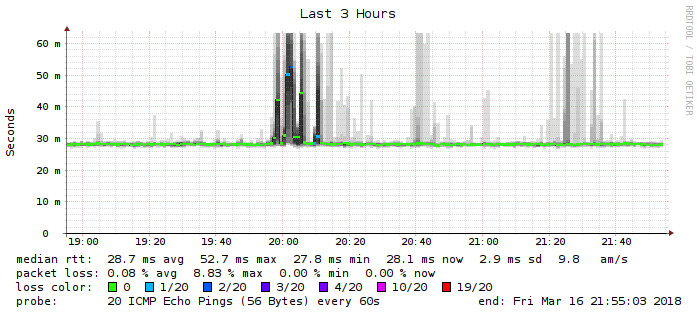 Last 3 Hours
RRDTOOL / TOBI OETIKER
Seconds
60 m
50 m
40 m
30 m
20 m
10 m
0
19:00 19:20 19:40 20:00 20:20 20:40 21:00 21:20 21:40
median rtt: 28.7 ms avg 52.7 ms max 27.8 ms min 28.1 ms now 2.9 ms sd 9.8 am/s
packet loss: 0.08 % avg 8.83 % max 0.00 % min 0.00 % now
loss color: 0 1/20 2/20 3/20 4/20 10/20 19/20
probe: 20 ICMP Echo Pings (56 Bytes) every 60s end: Fri Mar 16 21:55:03 2018